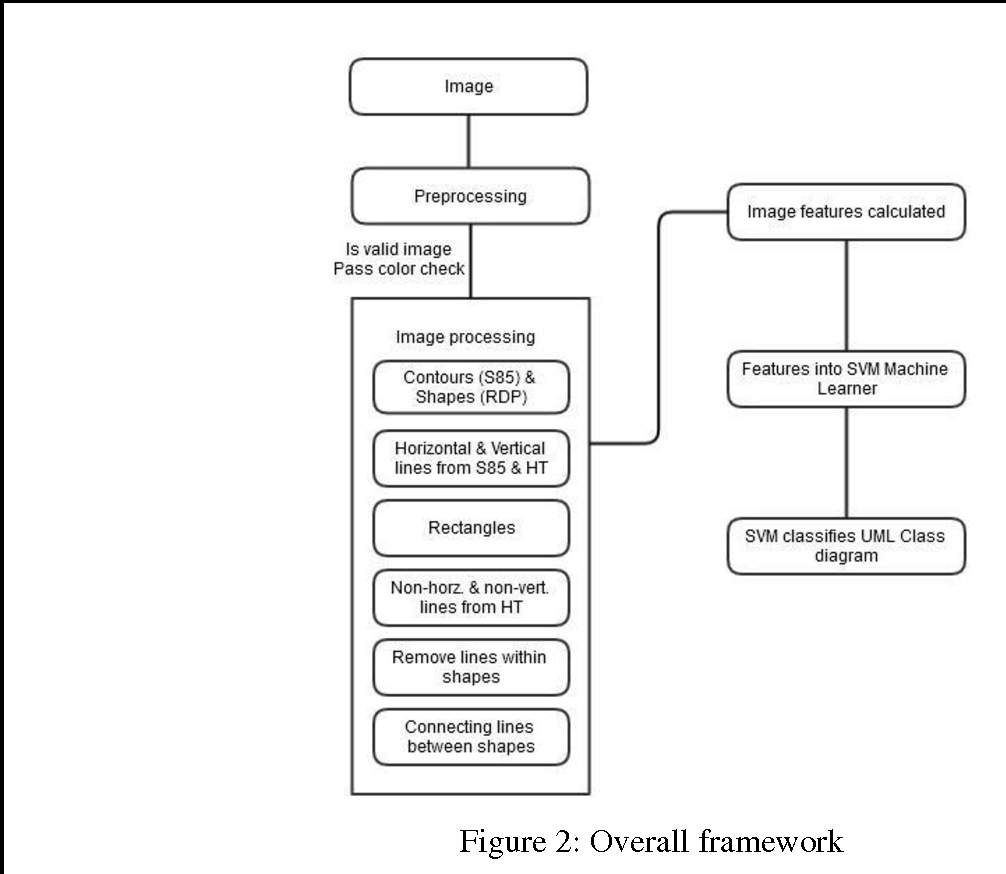 Image
Preprocessing
Is valid image
Pass color check
Image processing
Contours (S85) &
Shapes (RDP)
Horizontal & Vertical
lines from S85 & HT
Rectangles
Non-horz. & non-vert.
lines from HT
Remove lines within
shapes
Connecting lines
between shapes
Image features calculated
Features into SVM Machine
Learner
SVM classifies UML Class
diagram
Figure 2: Overall framework